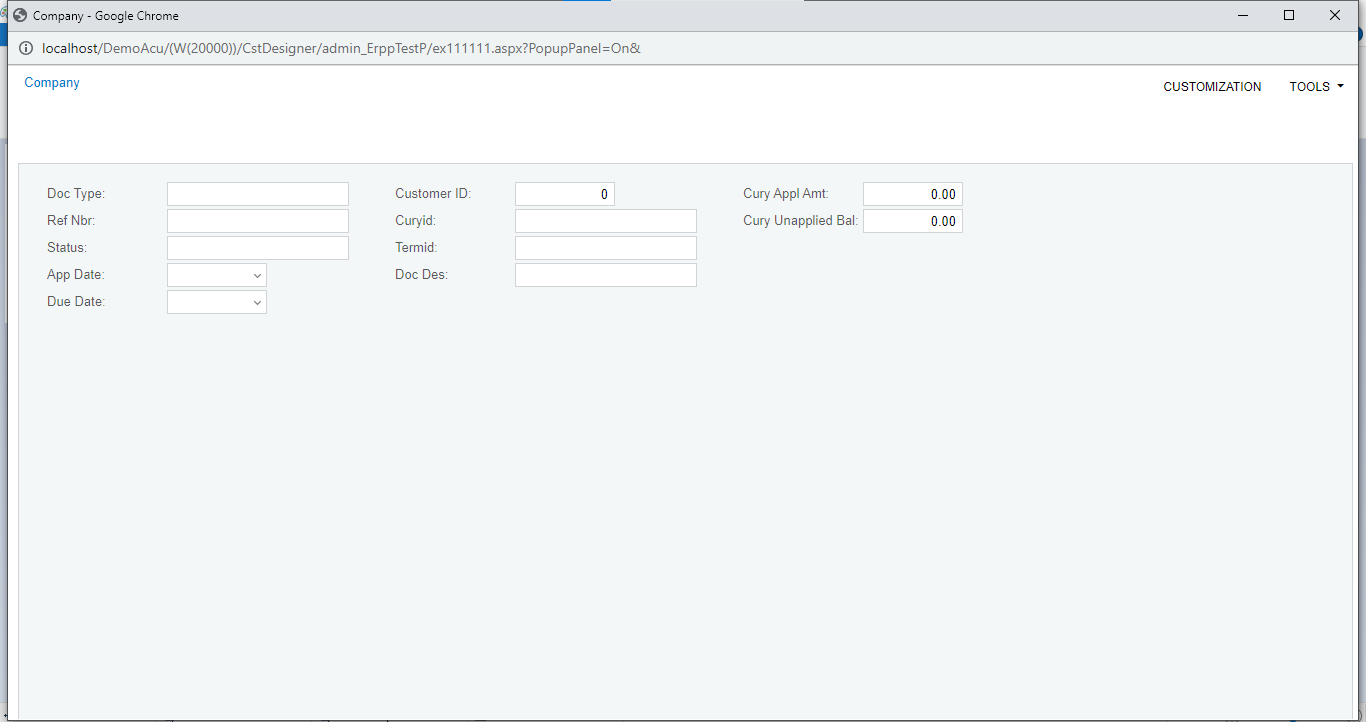 Company - Google Chrome
localhost/DemoAcu/(W(20000))/CstDesigner/admin_ErppTestP/ex111111.aspx?PopupPanel=On&
Company
CUSTOMIZATION TOOLS
Doc Type: Customer ID: 0 Cury Appl Amt: 0.00
Ref Nbr: Curyid: Cury Unapplied Bal: 0.00
Status: Termid:
App Date: Doc Des:
Due Date: